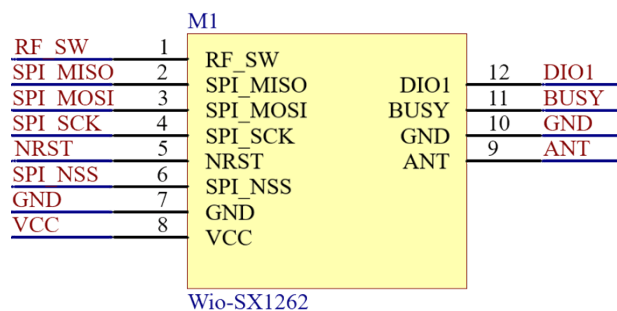 M1
RF_SW 1 RF_SW
SPI_MISO 2 SPI_MISO DIO1 12 DIO1
SPI_MOSI 3 SPI_MOSI BUSY 11 BUSY
SPI_SCK 4 SPI_SCK GND 10 GND
NRST 5 NRST ANT 9 ANT
SPI_NSS 6 SPI_NSS
GND 7 GND
VCC 8 VCC
Wio-SX1262